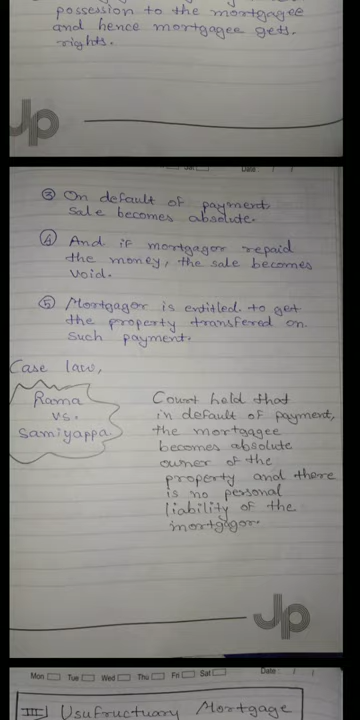 possession to the mortgagee
and hence mortgagee gets.
rights.
Jp
Date : / /
③ On default of payment
sale becomes absolute.
④ And if mortgagor repaid
the money, the sale becomes
void.
⑤ Mortgagor is entitled. to get
the property transferred on
such payment.
Case law,
Rama
vs.
Samiyappa.
Court held that
in default of payment,
the mortgagee
becomes absolute
owner of the
property and there
is no personal
liability of the
mortgagor.
Jp
Mon Tue Wed Thu Fri Sat Date : / /
III] Usufructuary Mortgage